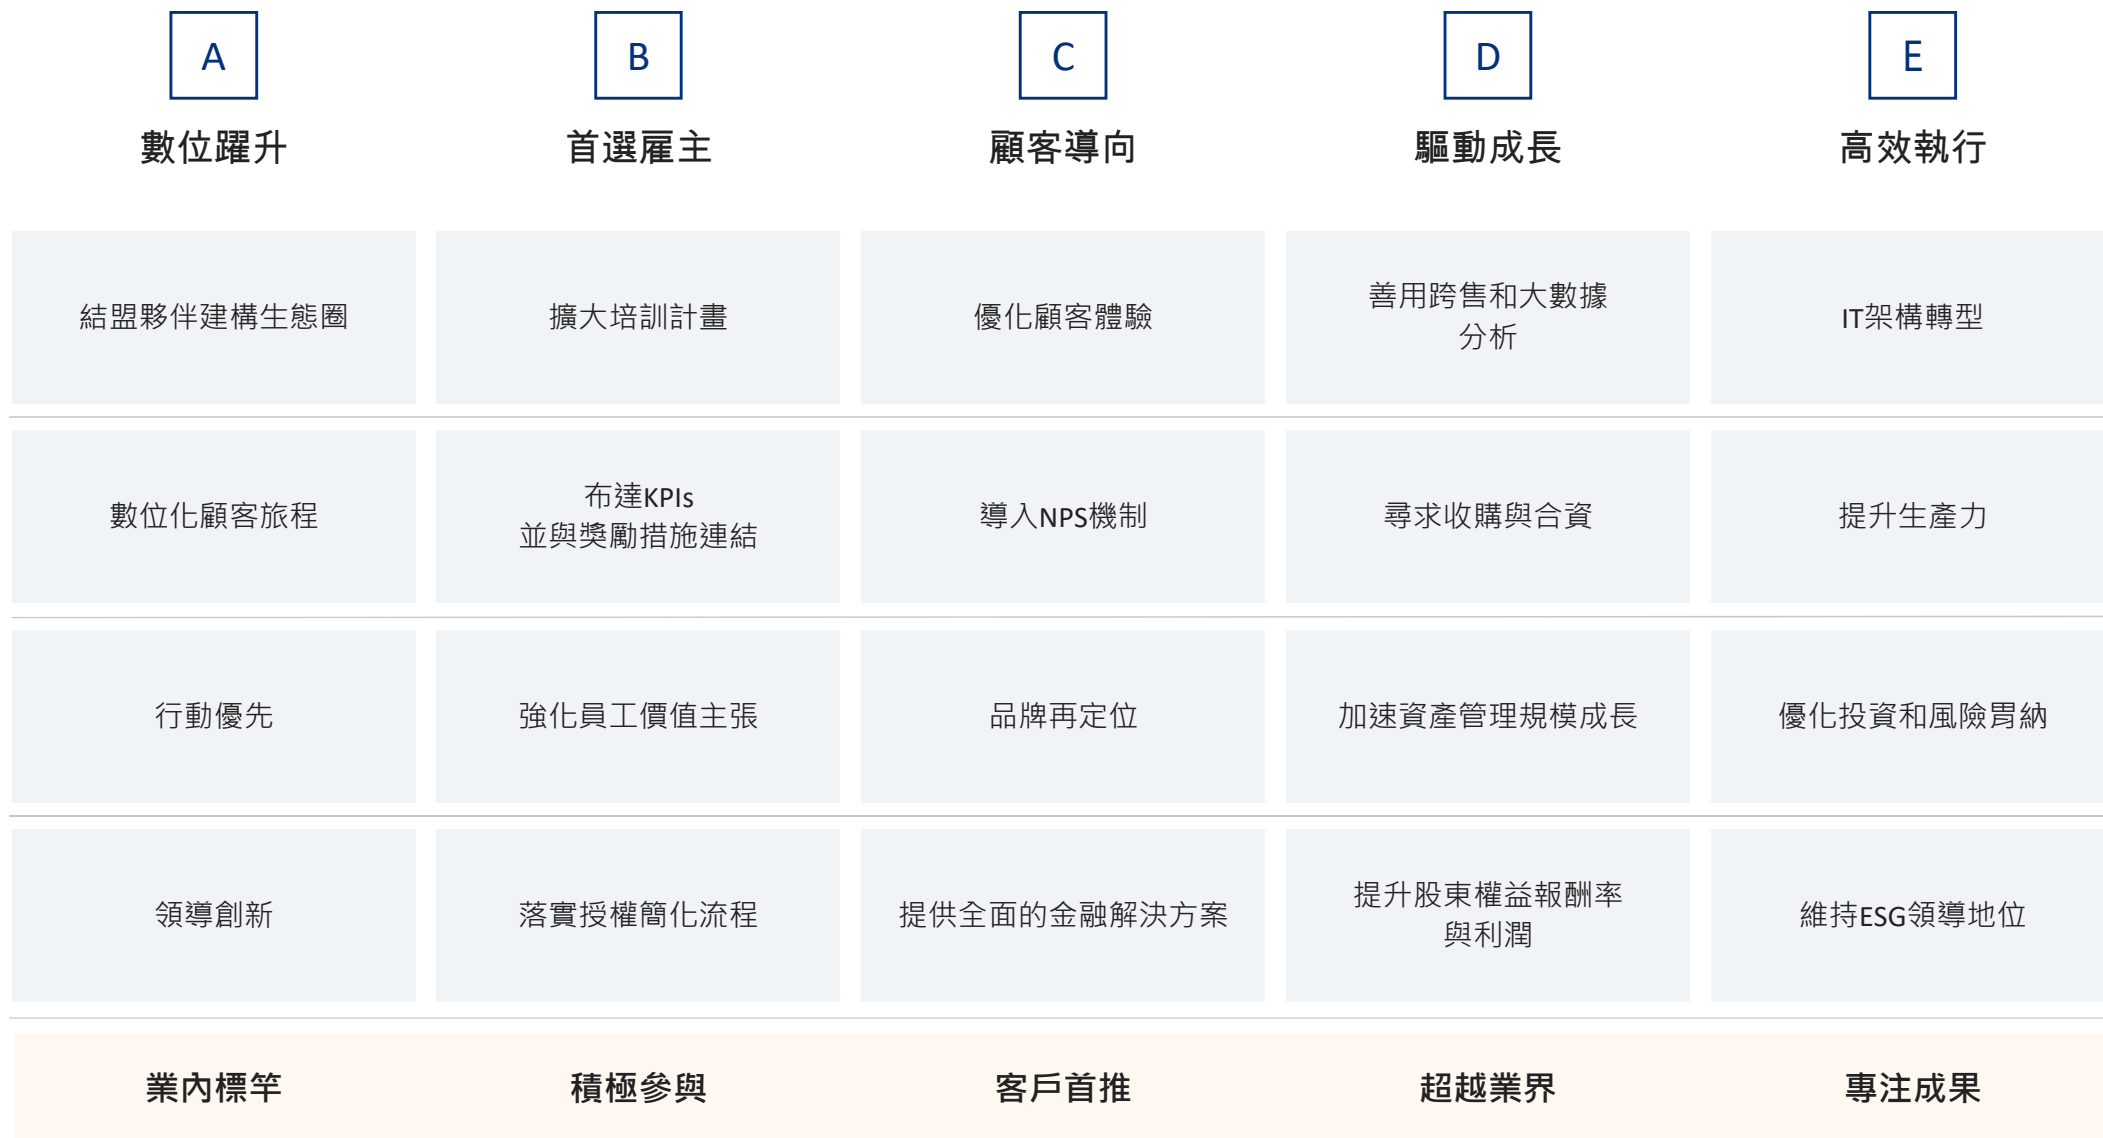 A
B
C
D
E
數位躍升
首選雇主
顧客導向
驅動成長
高效執行
結盟夥伴建構生態圈
擴大培訓計畫
優化顧客體驗
善用跨售和大數據
分析
IT架構轉型
數位化顧客旅程
布達KPIs
並與獎勵措施連結
導入NPS機制
尋求收購與合資
提升生產力
行動優先
強化員工價值主張
品牌再定位
加速資產管理規模成長
優化投資和風險胃納
領導創新
落實授權簡化流程
提供全面的金融解決方案
提升股東權益報酬率
與利潤
維持ESG領導地位
業內標竿
積極參與
客戶首推
超越業界
專注成果